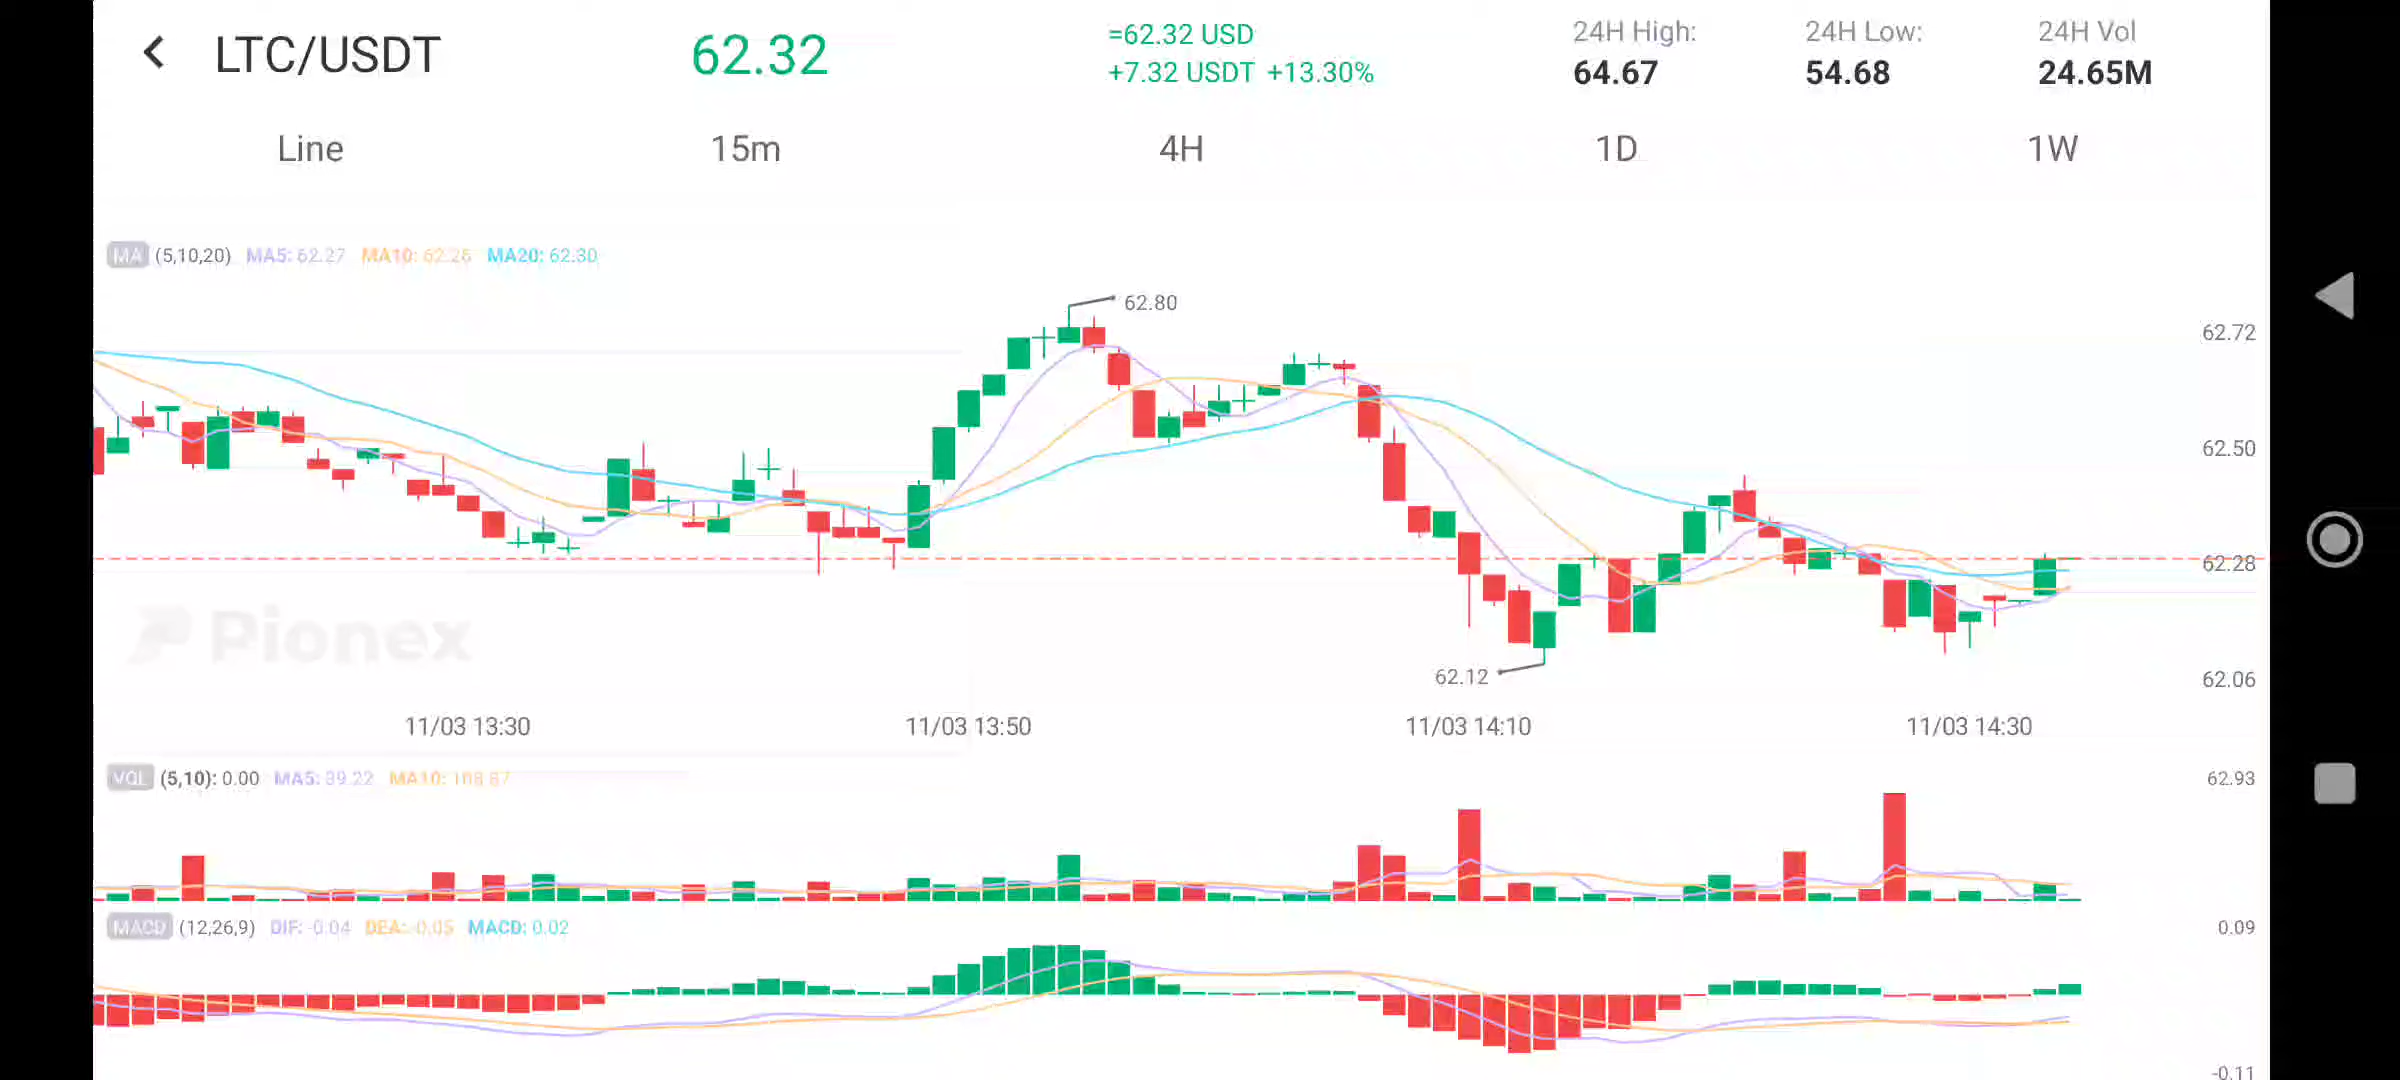 LTC/USDT 62.32 =62.32 USD 24H High: 24H Low: 24H Vol
+7.32 USDT +13.30% 64.67 54.68 24.65M
Line 15m 4H 1D 1W
MA (5,10,20) MA5: 62.27 MA10: MA20: 62.30
62.80
62.72
62.50
62.28
Pionex
62.12
62.06
11/03 13:30 11/03 13:50 11/03 14:10 11/03 14:30
VOL (5,10): 0.00 MA5: 39.22 MA10: 62.93
MACD (12,26,9) DIF: -0.04 DEA: -0.05 MACD: 0.02 0.09
-0.11